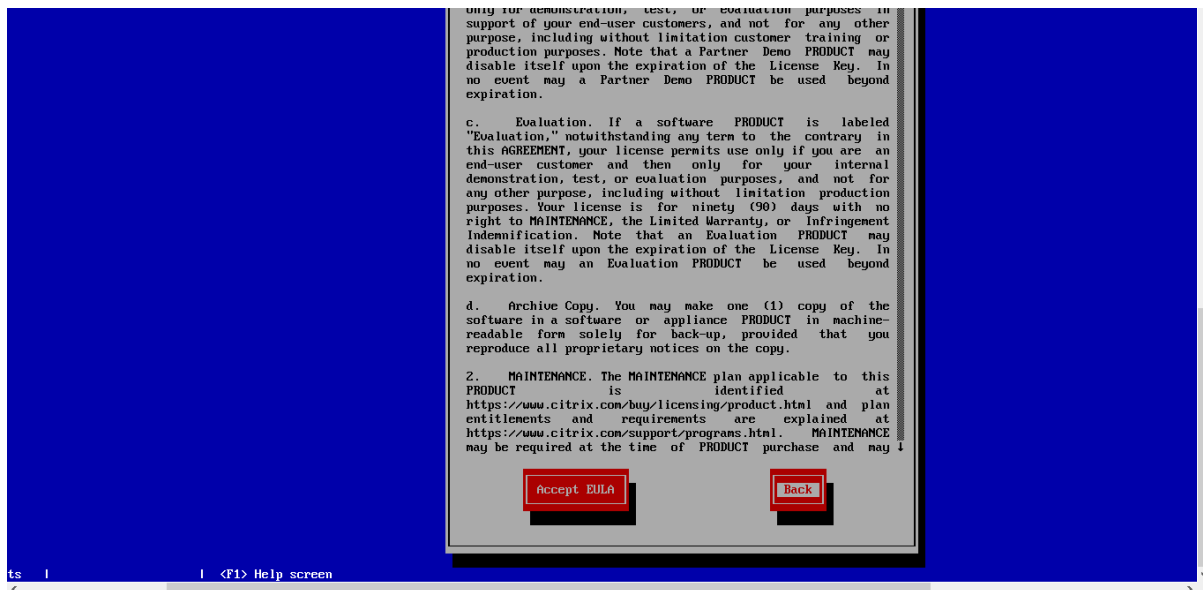 only for demonstration, test, or evaluation purposes in
support of your end-user customers, and not for any other
purpose, including without limitation customer training or
production purposes. Note that a Partner Demo PRODUCT may
disable itself upon the expiration of the License Key. In
no event may a Partner Demo PRODUCT be used beyond
expiration.
c. Evaluation. If a software PRODUCT is labeled
"Evaluation," notwithstanding any term to the contrary in
this AGREEMENT, your license permits use only if you are an
end-user customer and then only for your internal
demonstration, test, or evaluation purposes, and not for
any other purpose, including without limitation production
purposes. Your license is for ninety (90) days with no
right to MAINTENANCE, the Limited Warranty, or Infringement
Indemnification. Note that an Evaluation PRODUCT may
disable itself upon the expiration of the License Key. In
no event may an Evaluation PRODUCT be used beyond
expiration.
d. Archive Copy. You may make one (1) copy of the
software in a software or appliance PRODUCT in machine-
readable form solely for back-up, provided that you
reproduce all proprietary notices on the copy.
2. MAINTENANCE. The MAINTENANCE plan applicable to this
PRODUCT is identified at
https://www.citrix.com/buy/licensing/product.html and plan
entitlements and requirements are explained at
https://www.citrix.com/support/programs.html. MAINTENANCE
may be required at the time of PRODUCT purchase and may ↓
Accept EULA Back
ts | | <F1> Help screen